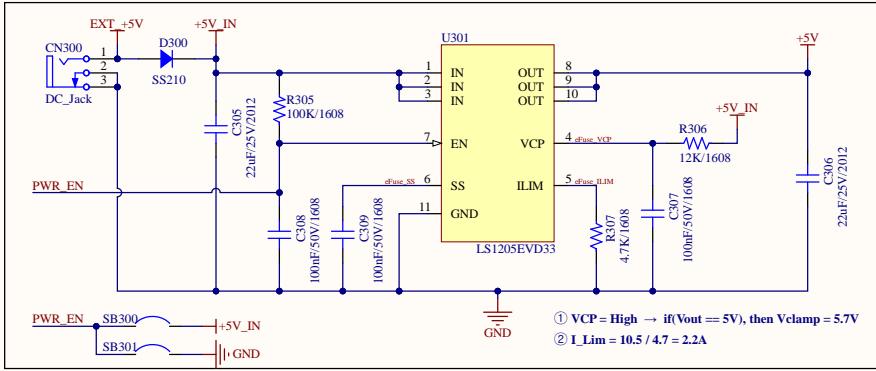 EXT_+5V
+5V_IN
CN300
D300
1
2
3
SS210
DC_Jack
U301
+5V
1 IN OUT 8
2 IN OUT 9
3 IN OUT 10
R305
100K/1608
C305
22uF/25V/2012
+5V_IN
7 EN VCP 4 eFuse_VCP
R306
12K/1608
PWR_EN
eFuse_SS 6 SS ILIM 5 eFuse_ILIM
C306
22uF/25V/2012
11 GND
C308
100nF/50V/1608
C309
100nF/50V/1608
R307
4.7K/1608
C307
100nF/50V/1608
LS1205EVD33
GND
PWR_EN
SB300
+5V_IN
SB301
GND
① VCP = High → if(Vout == 5V), then Vclamp = 5.7V
② I_Lim = 10.5 / 4.7 = 2.2A